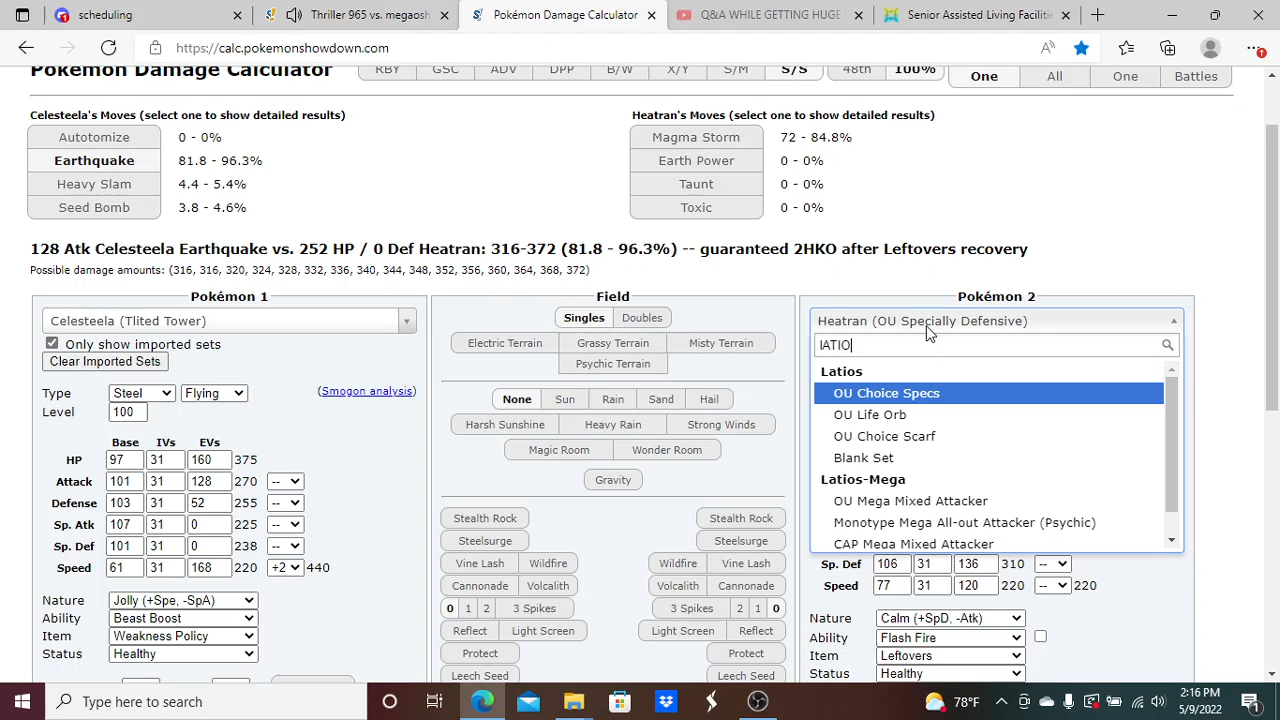 scheduling
Thriller 965 vs. megaosh
Pokémon Damage Calculator
Q&A WHILE GETTING HUGE
Senior Assisted Living Facilitie
https://calc.pokemonshowdown.com
Pokémon Damage Calculator RBY GSC ADV DPP B/W X/Y S/M S/S 48th 100% One All One Battles
Celesteela's Moves (select one to show detailed results) Heatran's Moves (select one to show detailed results)
Autotomize 0 - 0% Magma Storm 72 - 84.8%
Earthquake 81.8 - 96.3% Earth Power 0 - 0%
Heavy Slam 4.4 - 5.4% Taunt 0 - 0%
Seed Bomb 3.8 - 4.6% Toxic 0 - 0%
128 Atk Celesteela Earthquake vs. 252 HP / 0 Def Heatran: 316-372 (81.8 - 96.3%) -- guaranteed 2HKO after Leftovers recovery
Possible damage amounts: (316, 316, 320, 324, 328, 332, 336, 340, 344, 348, 352, 356, 360, 364, 368, 372)
Pokémon 1
Celesteela (Tlited Tower)
Only show imported sets
Clear Imported Sets
Type Steel Flying (Smogon analysis)
Level 100
Base IVs EVs
HP 97 31 160 375
Attack 101 31 128 270 --
Defense 103 31 52 255 --
Sp. Atk 107 31 0 225 --
Sp. Def 101 31 0 238 --
Speed 61 31 168 220 +2 440
Nature Jolly (+Spe, -SpA)
Ability Beast Boost
Item Weakness Policy
Status Healthy
Field
Singles Doubles
Electric Terrain Grassy Terrain Misty Terrain
Psychic Terrain
None Sun Rain Sand Hail
Harsh Sunshine Heavy Rain Strong Winds
Magic Room Wonder Room
Gravity
Stealth Rock Stealth Rock
Steelsurge Steelsurge
Vine Lash Wildfire Wildfire Vine Lash
Cannonade Volcalith Volcalith Cannonade
0 1 2 3 Spikes 3 Spikes 2 1 0
Reflect Light Screen Light Screen Reflect
Protect Protect
Leech Seed Leech Seed
Pokémon 2
Heatran (OU Specially Defensive)
lATIO
Latios
OU Choice Specs
OU Life Orb
OU Choice Scarf
Blank Set
Latios-Mega
OU Mega Mixed Attacker
Monotype Mega All-out Attacker (Psychic)
CAP Mega Mixed Attacker
Sp. Def 106 31 136 310 --
Speed 77 31 120 220 -- 220
Nature Calm (+SpD, -Atk)
Ability Flash Fire
Item Leftovers
Status Healthy
Type here to search
78°F
2:16 PM
5/9/2022
1